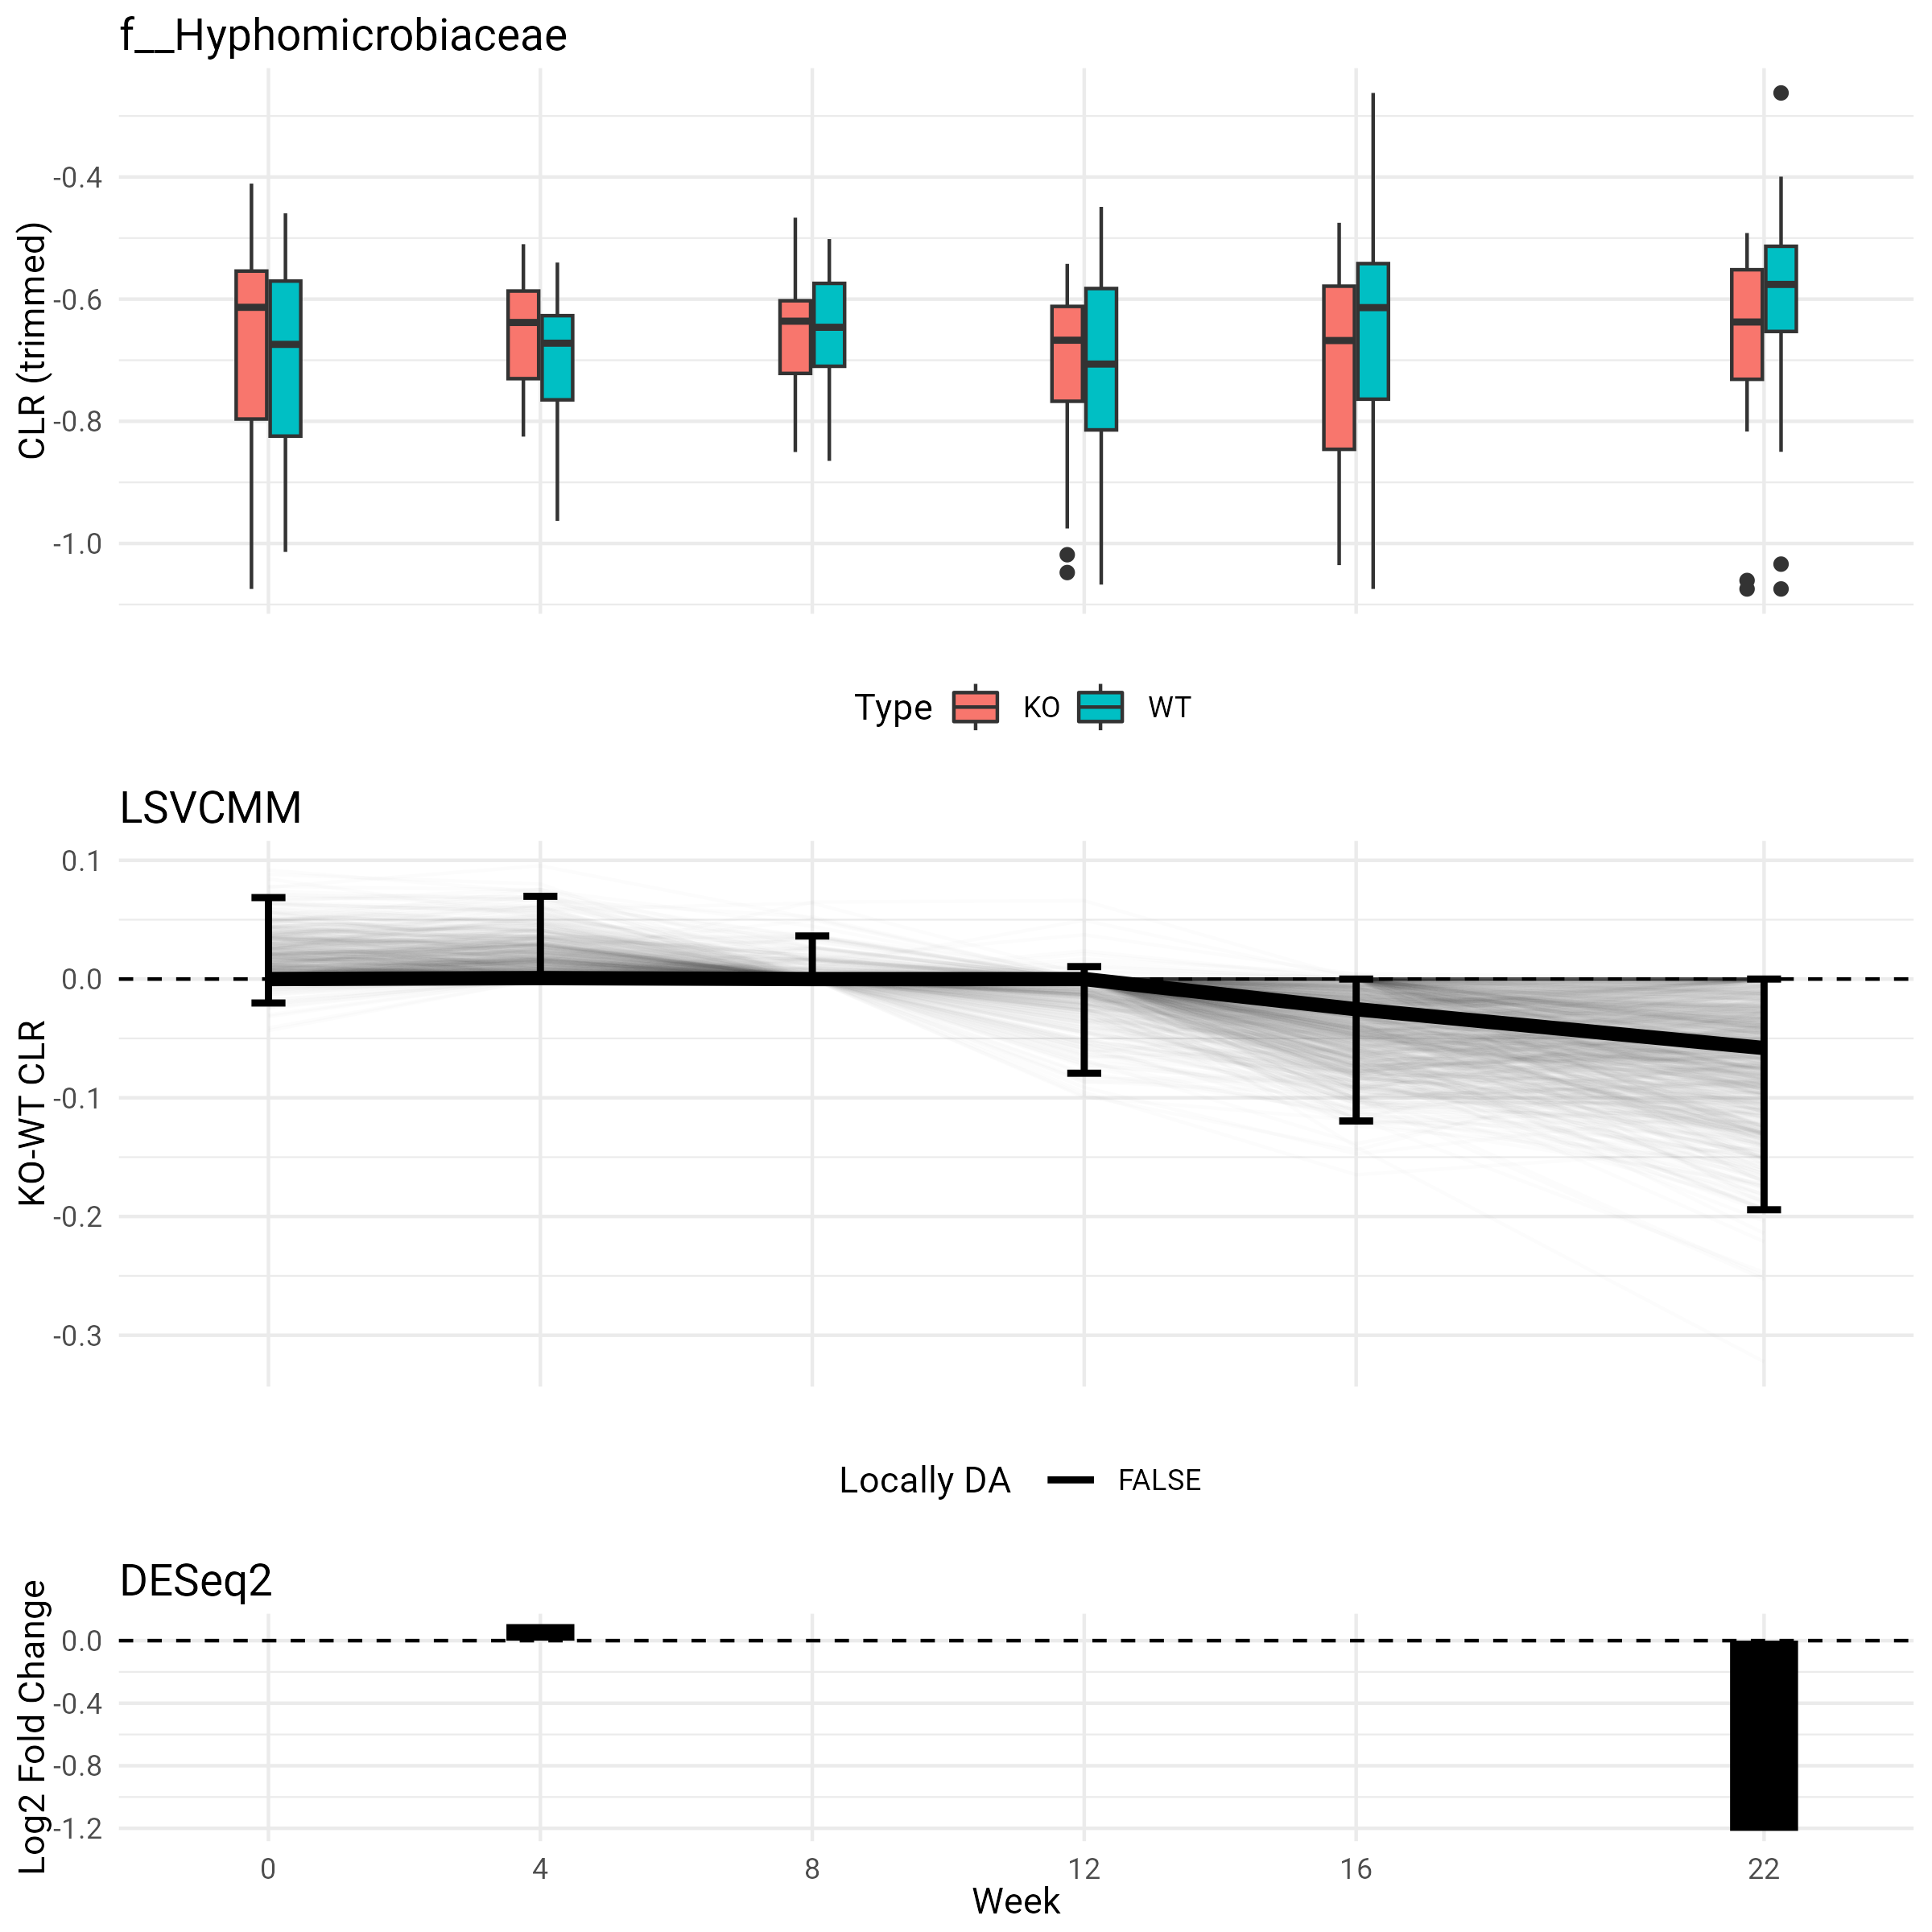 f__Hyphomicrobiaceae
CLR (trimmed)
-0.4
-0.6
-0.8
-1.0
Type KO WT
LSVCMM
KO-WT CLR
0.1
0.0
-0.1
-0.2
-0.3
Locally DA FALSE
DESeq2
Log2 Fold Change
0.0
-0.4
-0.8
-1.2
0 4 8 12 16 22
Week